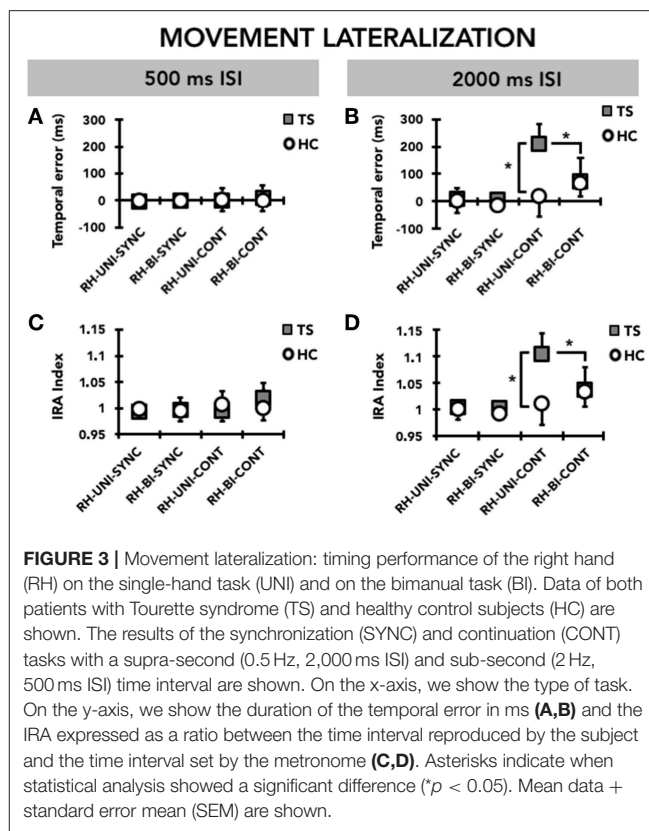 MOVEMENT LATERALIZATION
500 ms ISI
2000 ms ISI
A
Temporal error (ms)
300
200
100
0
-100
TS
HC
RH-UNI-SYNC
RH-BI-SYNC
RH-UNI-CONT
RH-BI-CONT
B
Temporal error (ms)
300
200
100
0
-100
TS
HC
*
*
RH-UNI-SYNC
RH-BI-SYNC
RH-UNI-CONT
RH-BI-CONT
C
IRA Index
1.15
1.1
1.05
1
0.95
TS
HC
RH-UNI-SYNC
RH-BI-SYNC
RH-UNI-CONT
RH-BI-CONT
D
IRA Index
1.15
1.1
1.05
1
0.95
TS
HC
*
*
RH-UNI-SYNC
RH-BI-SYNC
RH-UNI-CONT
RH-BI-CONT
FIGURE 3 | Movement lateralization: timing performance of the right hand
(RH) on the single-hand task (UNI) and on the bimanual task (BI). Data of both
patients with Tourette syndrome (TS) and healthy control subjects (HC) are
shown. The results of the synchronization (SYNC) and continuation (CONT)
tasks with a supra-second (0.5 Hz, 2,000 ms ISI) and sub-second (2 Hz,
500 ms ISI) time interval are shown. On the x-axis, we show the type of task.
On the y-axis, we show the duration of the temporal error in ms (A,B) and the
IRA expressed as a ratio between the time interval reproduced by the subject
and the time interval set by the metronome (C,D). Asterisks indicate when
statistical analysis showed a significant difference (*p < 0.05). Mean data +
standard error mean (SEM) are shown.